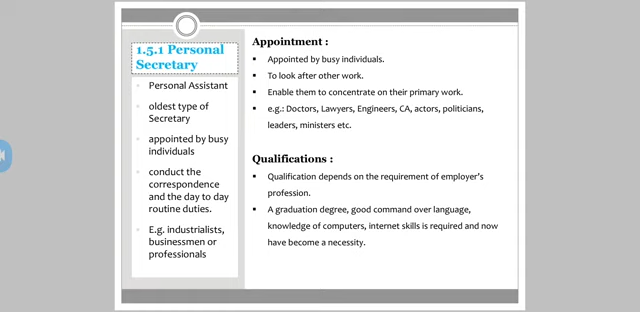 1.5.1 Personal
Secretary
Personal Assistant
oldest type of
Secretary
appointed by busy
individuals
conduct the
correspondence
and the day to day
routine duties.
E.g. industrialists,
businessmen or
professionals
Appointment :
Appointed by busy individuals.
To look after other work.
Enable them to concentrate on their primary work.
e.g.: Doctors, Lawyers, Engineers, CA, actors, politicians,
leaders, ministers etc.
Qualifications :
Qualification depends on the requirement of employer's
profession.
A graduation degree, good command over language,
knowledge of computers, internet skills is required and now
have become a necessity.